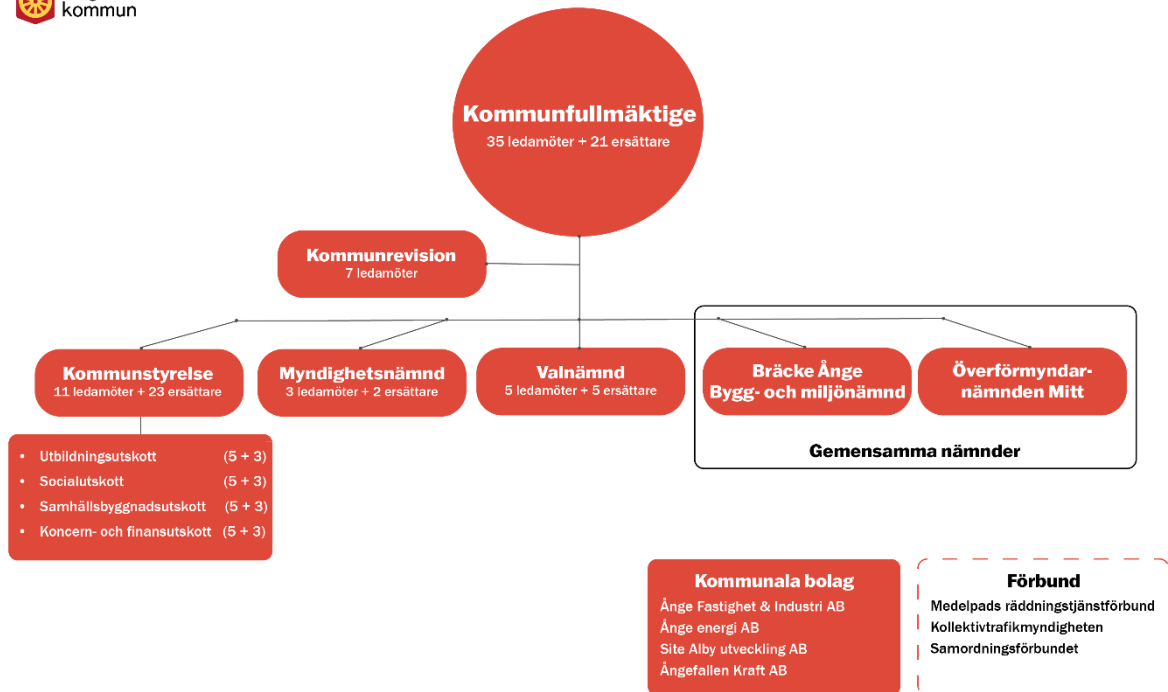 kommun
Kommunfullmäktige
35 ledamöter + 21 ersättare
Kommunrevision
7 ledamöter
Kommunstyrelse
11 ledamöter + 23 ersättare
Myndighetsnämnd
3 ledamöter + 2 ersättare
Valnämnd
5 ledamöter + 5 ersättare
Bräcke Ånge
Bygg- och miljönämnd
Överförmyndar-
nämnden Mitt
Gemensamma nämnder
• Utbildningsutskott (5 + 3)
• Socialutskott (5 + 3)
• Samhällsbyggnadsutskott (5 + 3)
• Koncern- och finansutskott (5 + 3)
Kommunala bolag
Ånge Fastighet & Industri AB
Ånge energi AB
Site Alby utveckling AB
Ångefallen Kraft AB
Förbund
Medelpads räddningstjänstförbund
Kollektivtrafikmyndigheten
Samordningsförbundet